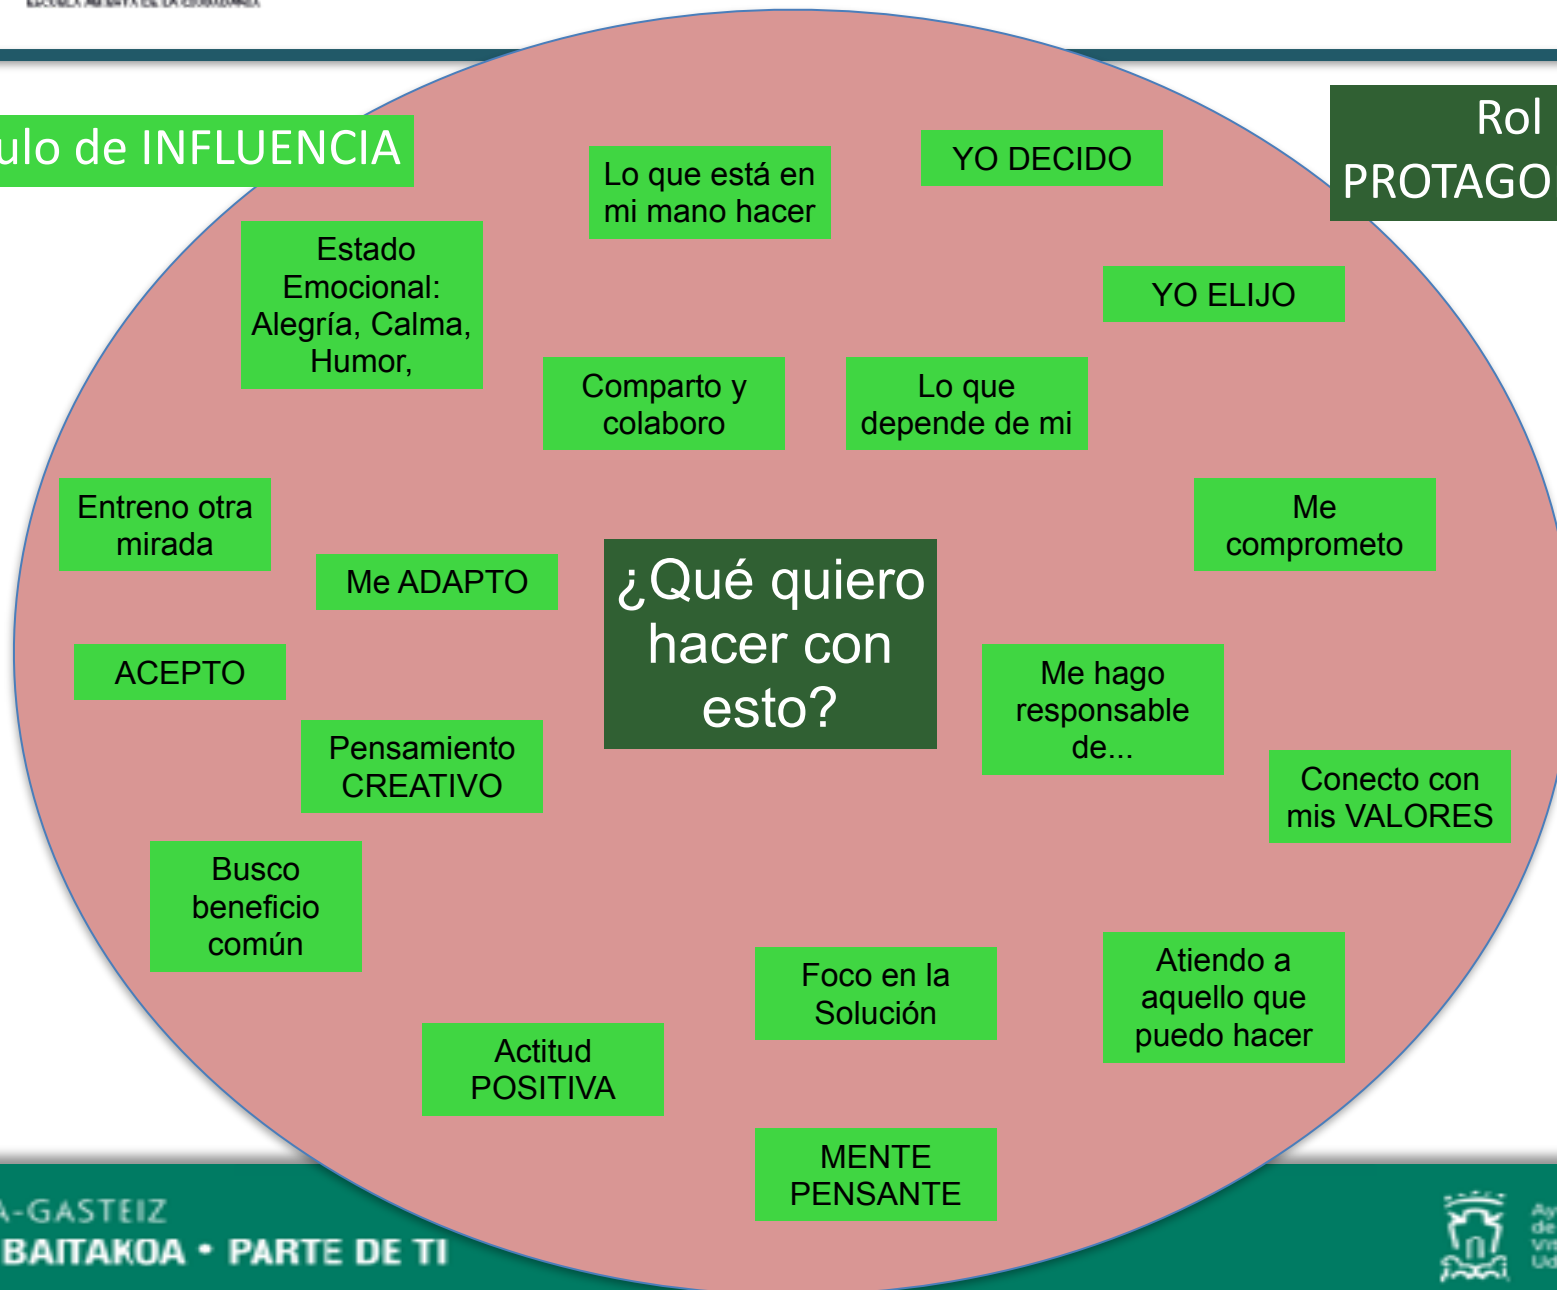 ulo de INFLUENCIA
Rol
PROTAGO
Lo que está en
mi mano hacer
YO DECIDO
Estado
Emocional:
Alegría, Calma,
Humor,
YO ELIJO
Comparto y
colaboro
Lo que
depende de mi
Entreno otra
mirada
Me
comprometo
Me ADAPTO
¿Qué quiero
hacer con
esto?
ACEPTO
Me hago
responsable
de...
Pensamiento
CREATIVO
Conecto con
mis VALORES
Busco
beneficio
común
Foco en la
Solución
Atiendo a
aquello que
puedo hacer
Actitud
POSITIVA
MENTE
PENSANTE
A-GASTEIZ
BAITAKOA • PARTE DE TI